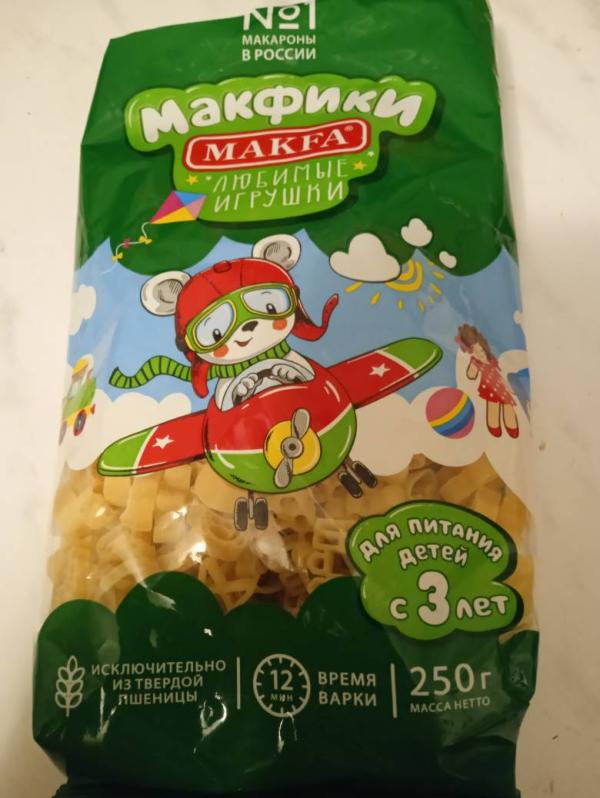 №1
МАКАРОНЫ
В РОССИИ
Макфики
MAKFA®
ЛЮБИМЫЕ
ИГРУШКИ
для питания
детей
с 3 лет
ИСКЛЮЧИТЕЛЬНО
ИЗ ТВЕРДОЙ
ПШЕНИЦЫ
12
МИН
ВРЕМЯ
ВАРКИ
250 г
МАССА НЕТТО